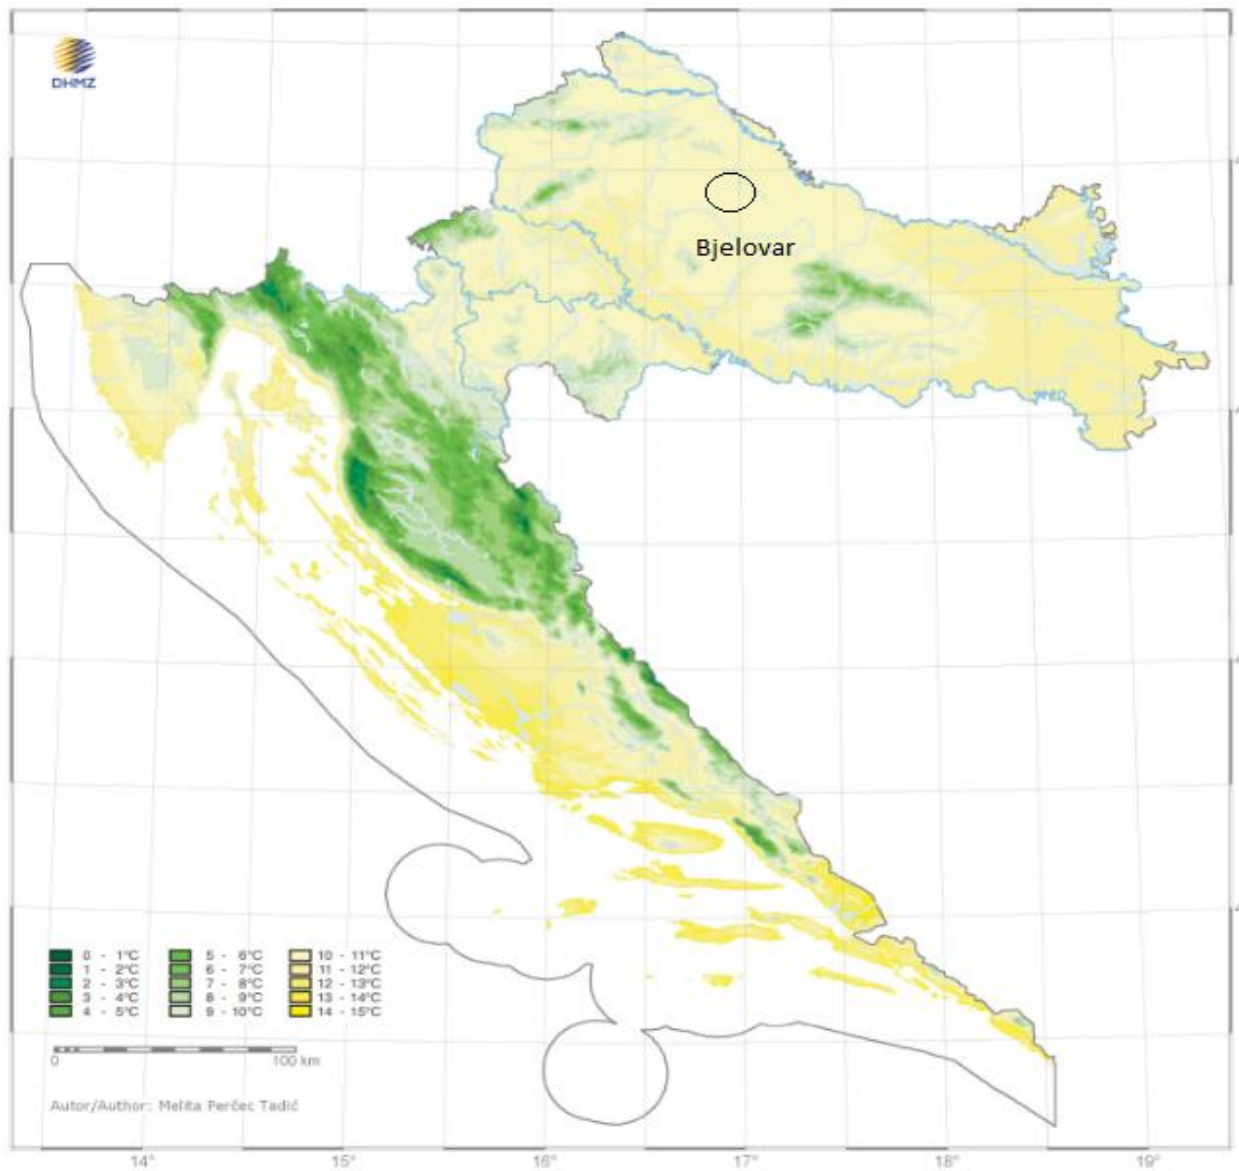 DHMZ
Bjelovar
0 - 1°C
1 - 2°C
2 - 3°C
3 - 4°C
4 - 5°C
5 - 6°C
6 - 7°C
7 - 8°C
8 - 9°C
9 - 10°C
10 - 11°C
11 - 12°C
12 - 13°C
13 - 14°C
14 - 15°C
0 100 km
Autor/Author: Melita Perčec Tadić
14° 15° 16° 17° 18° 19°